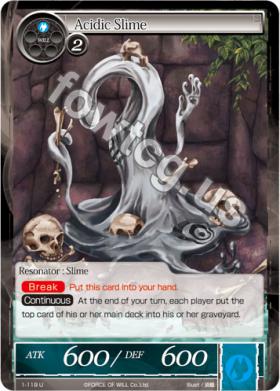 Acidic Slime
WILL
2
fowtcg.us
Resonator : Slime
Break Put this card into your hand.
Continuous At the end of your turn, each player put the
top card of his or her main deck into his or her graveyard.
ATK 600 / DEF 600
1-119 U ©FORCE OF WILL Co.,Ltd. Illust /